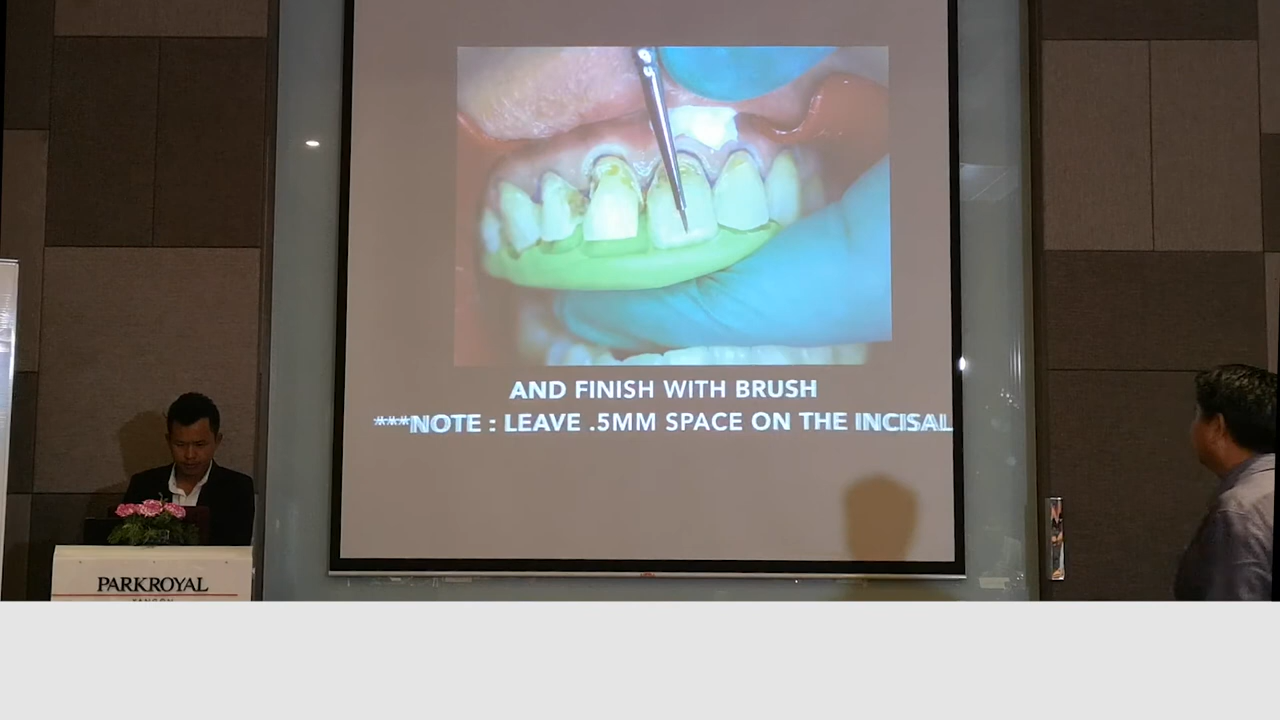 AND FINISH WITH BRUSH
***NOTE : LEAVE .5MM SPACE ON THE INCISAL
PARKROYAL